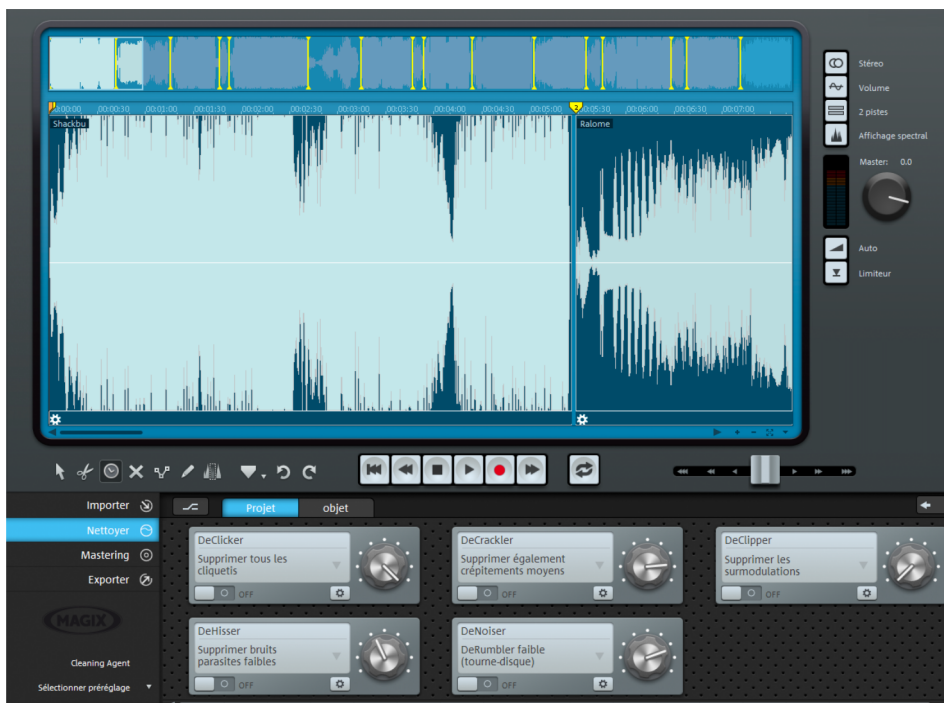 Stéreo
Volume
00:00:00 ,00:00:30 ,00:01:00 ,00:01:30 ,00:02:00 ,00:02:30 ,00:03:00 ,00:03:30 ,00:04:00 ,00:04:30 ,00:05:00 2 0:05:30 ,00:06:00 ,00:06:30 ,00:07:00
2 pistes
Shackbu Ralome
Affichage spectral
Master: 0.0
Auto
Limiteur
Importer
Projet objet
Nettoyer
Mastering
Exporter
DeClicker
Supprimer tous les
cliquetis
OFF
DeCrackler
Supprimer également
crépitements moyens
OFF
DeClipper
Supprimer les
surmodulations
OFF
MAGIX
Cleaning Agent
Sélectionner préréglage
DeHisser
Supprimer bruits
parasites faibles
OFF
DeNoiser
DeRumbler faible
(tourne-disque)
OFF